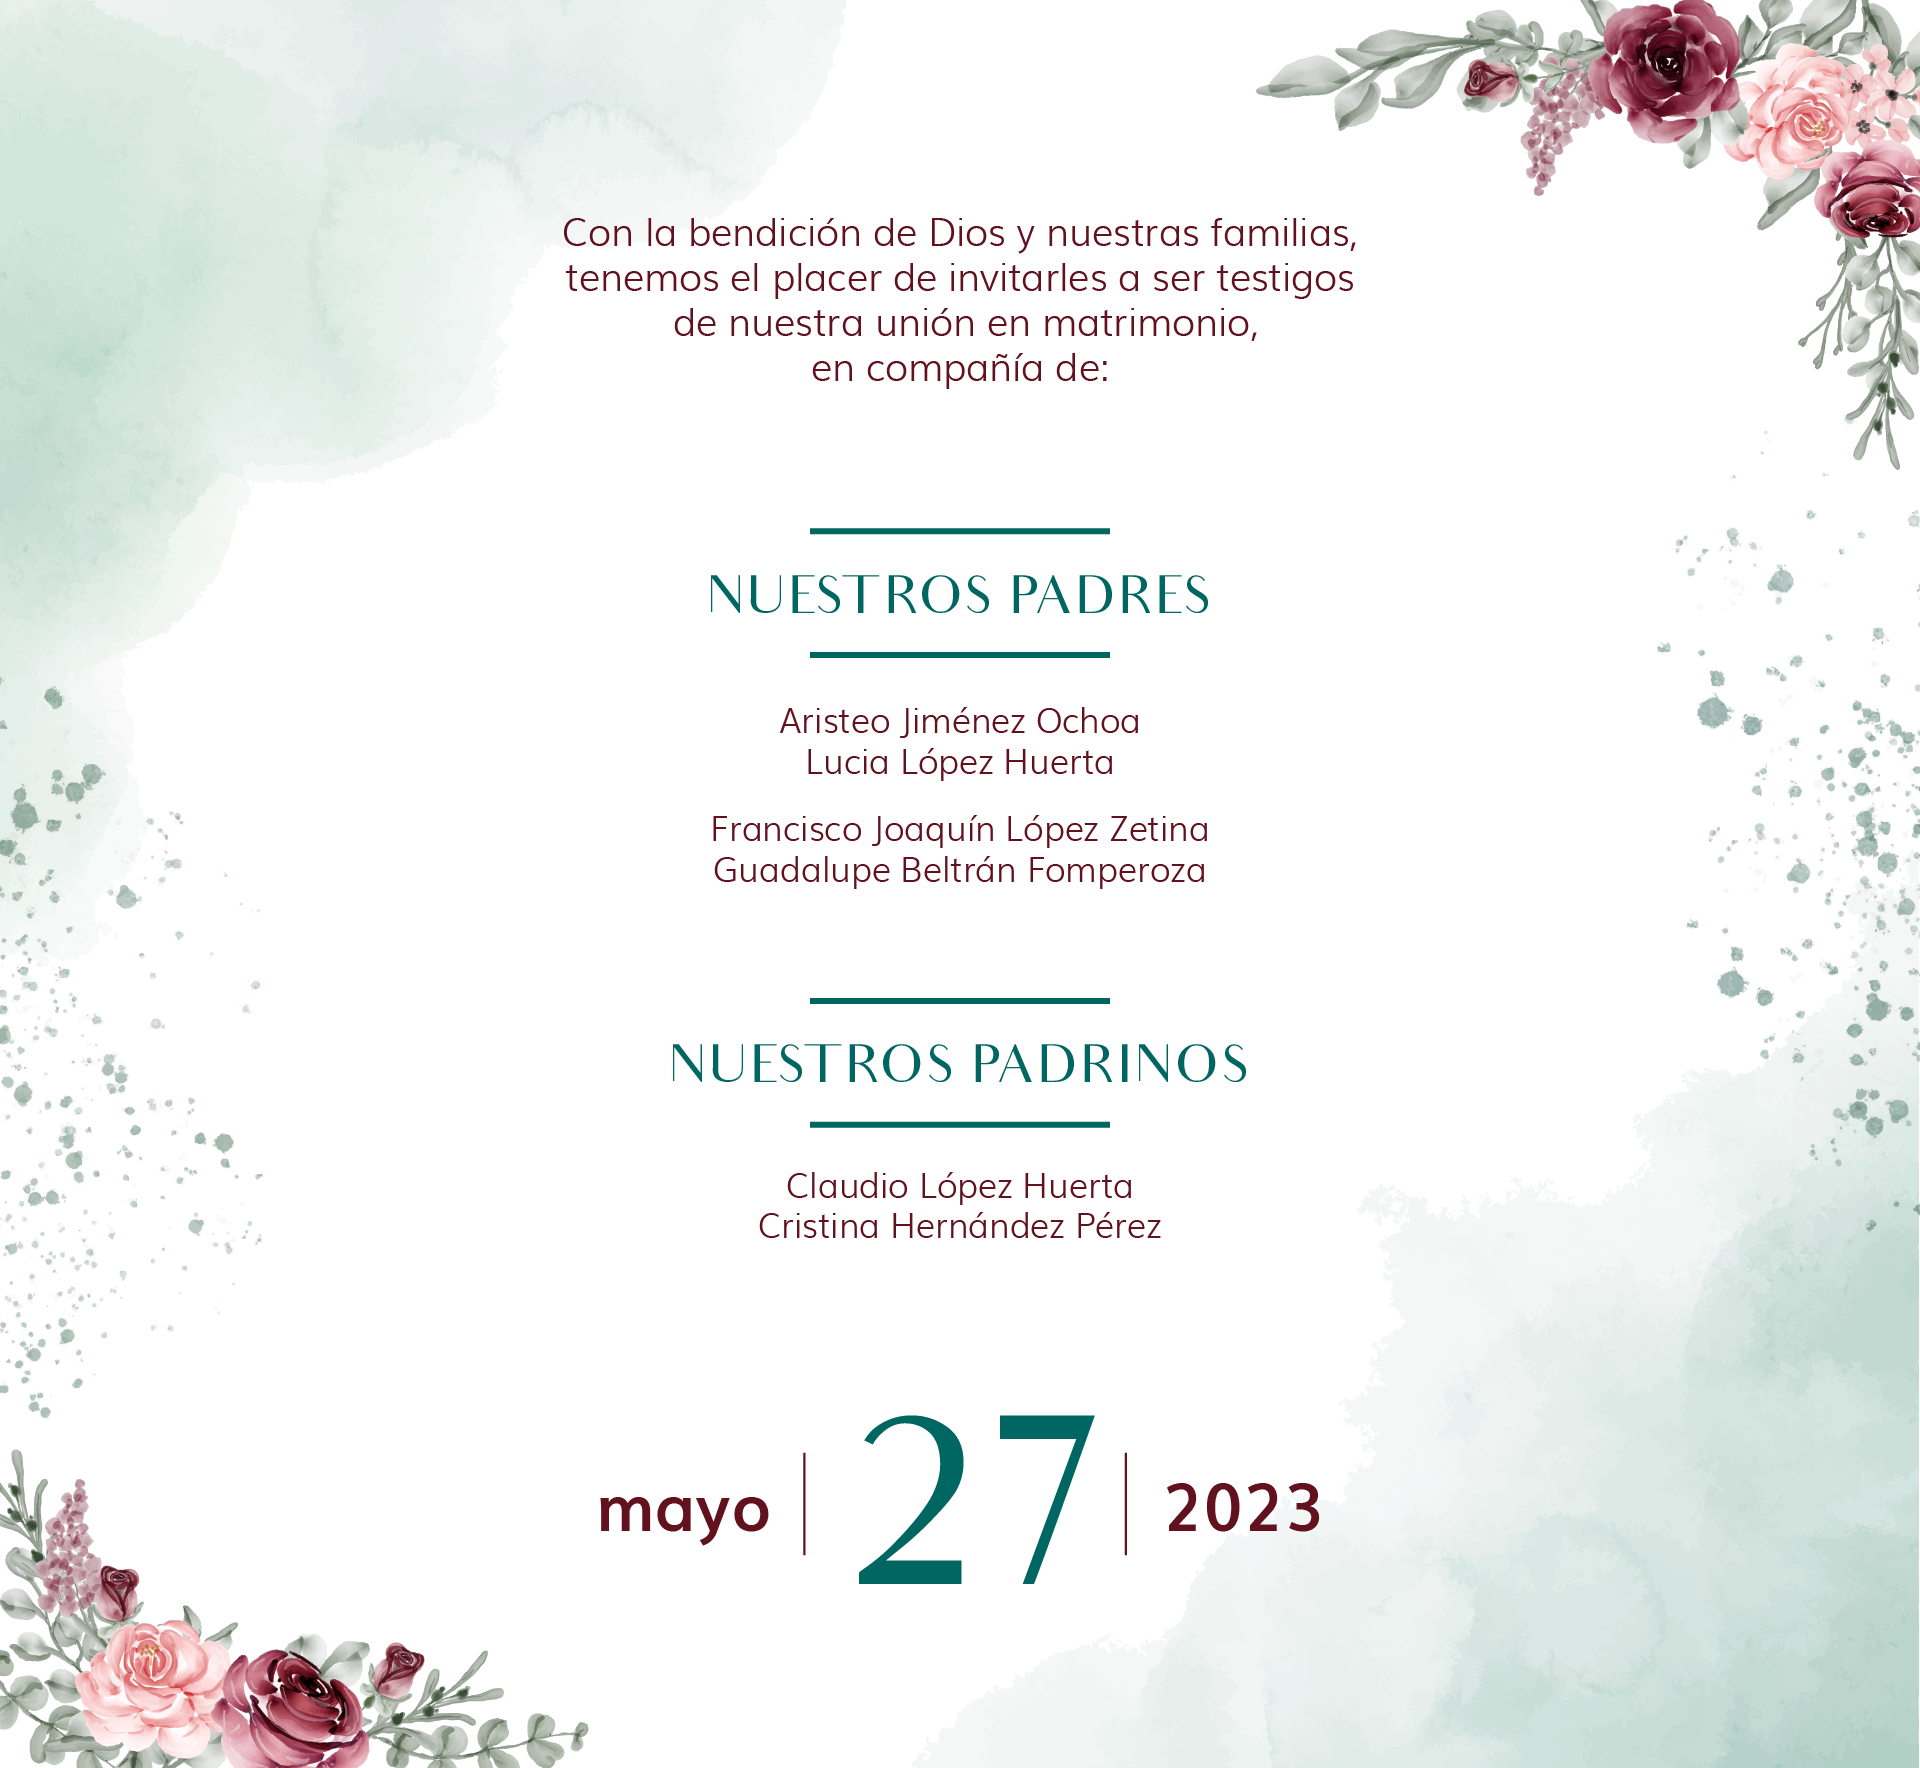 Con la bendición de Dios y nuestras familias,
tenemos el placer de invitarles a ser testigos
de nuestra unión en matrimonio,
en compañía de:
NUESTROS PADRES
Aristeo Jiménez Ochoa
Lucia López Huerta
Francisco Joaquín López Zetina
Guadalupe Beltrán Fomperoza
NUESTROS PADRINOS
Claudio López Huerta
Cristina Hernández Pérez
mayo 27 2023